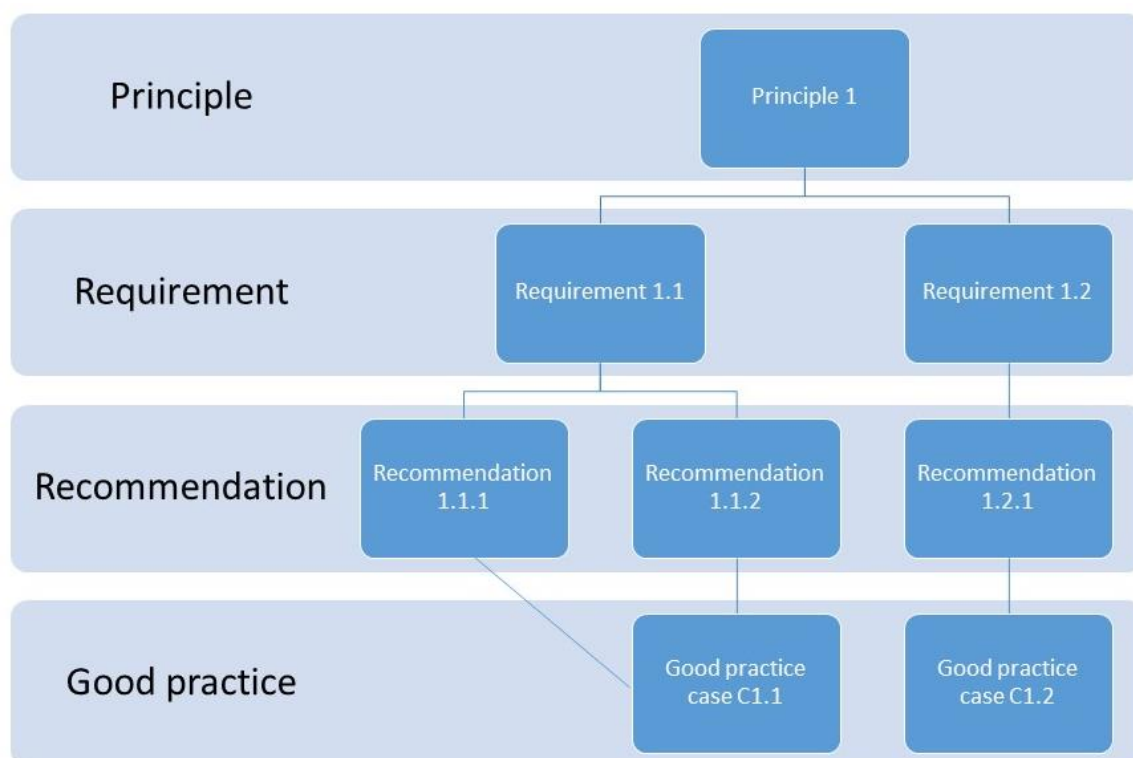 Principle
Principle 1
Requirement
Requirement 1.1
Requirement 1.2
Recommendation
Recommendation
1.1.1
Recommendation
1.1.2
Recommendation
1.2.1
Good practice
Good practice
case C1.1
Good practice
case C1.2